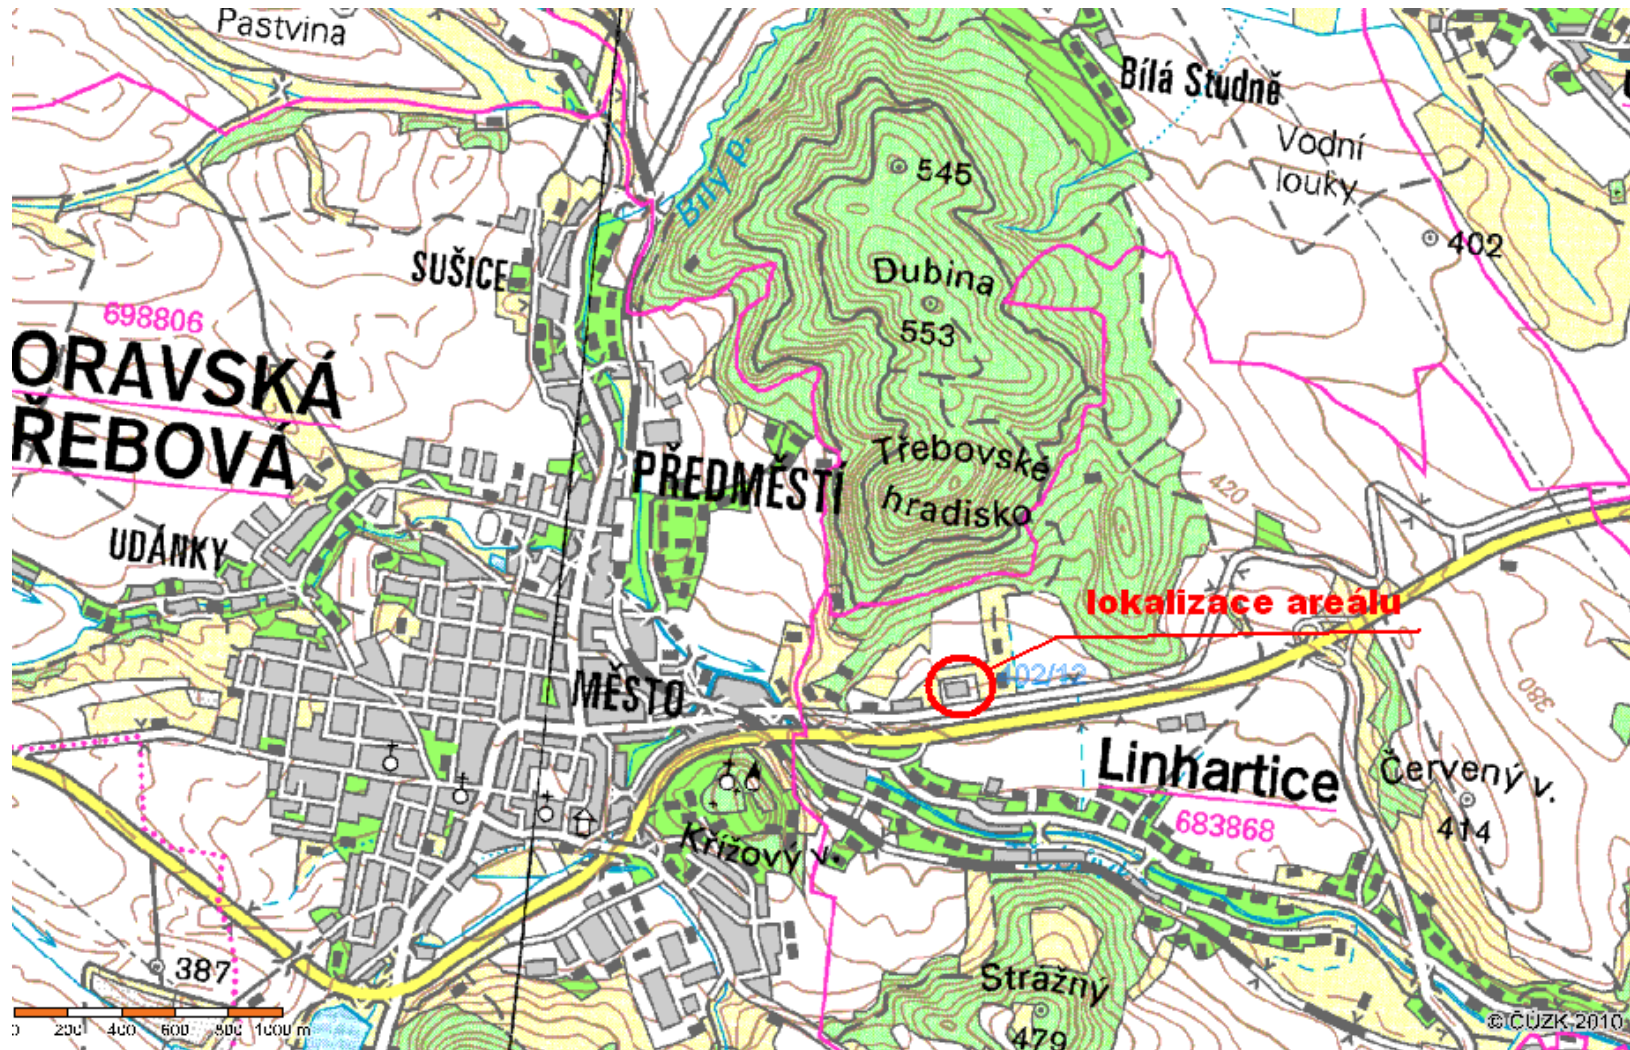 Pastvina
Bílá Studně
Vodní
louky
Bílý p.
545
402
SUŠICE
Dubina
553
698806
ORAVSKÁ
ŘEBOVÁ
PŘEDMĚSTÍ
Třebovské
hradisko
420
UDÁNKY
lokalizace areálu
MĚSTO
380
Linhartice
683868
Červený v.
414
Křížový v.
387
Strážný
479
0 200 400 600 800 1000 m
© ČÚZK 2010